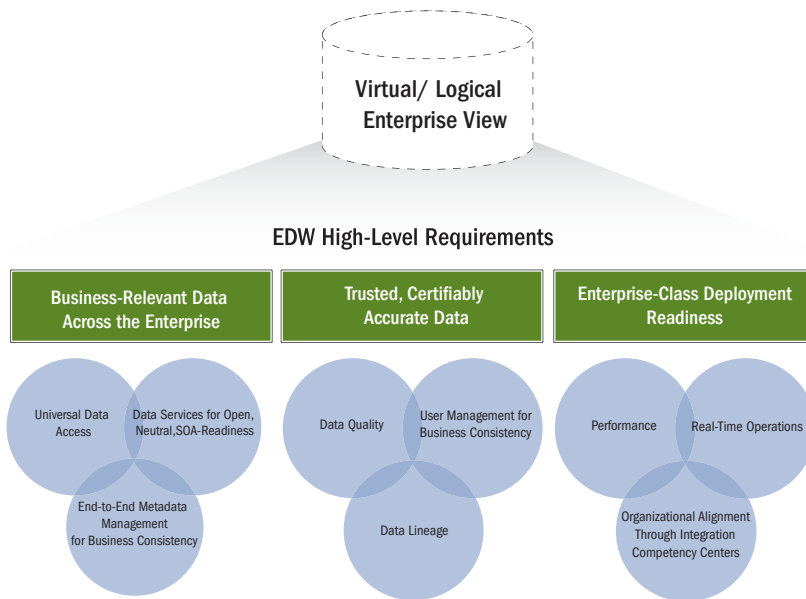 Virtual/ Logical
Enterprise View
EDW High-Level Requirements
Business-Relevant Data
Across the Enterprise
Trusted, Certifiably
Accurate Data
Enterprise-Class Deployment
Readiness
Universal Data
Access
Data Services for Open,
Neutral,SOA-Readiness
End-to-End Metadata
Management
for Business Consistency
Data Quality
User Management for
Business Consistency
Data Lineage
Performance
Real-Time Operations
Organizational Alignment
Through Integration
Competency Centers